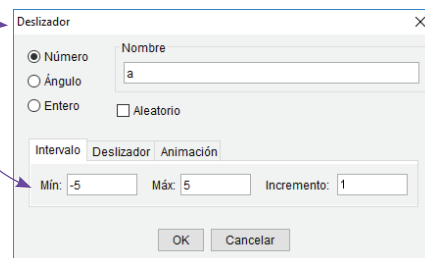 Deslizador
Número
Nombre
a
Ángulo
Entero
Aleatorio
Intervalo Deslizador Animación
Mín: -5 Máx: 5 Incremento: 1
OK Cancelar